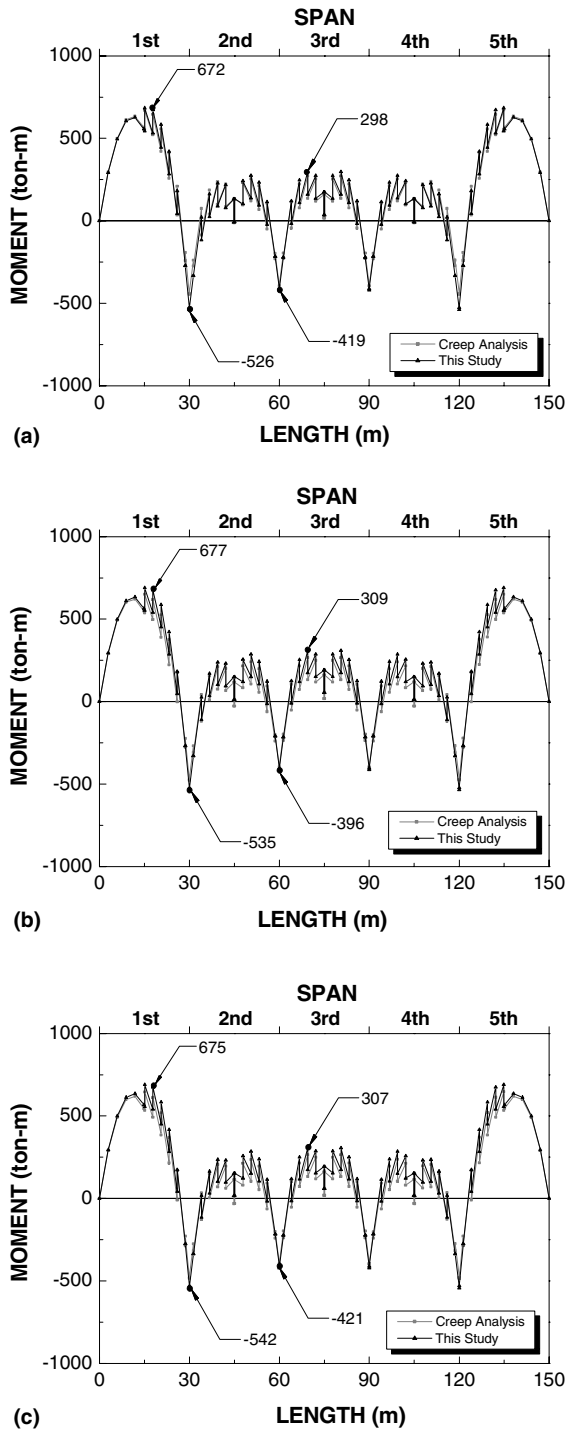 SPAN
1st 2nd 3rd 4th 5th
1000
672
500
298
0
MOMENT (ton-m)
-500
-419
-526
Creep Analysis
This Study
-1000
0 30 60 90 120 150
(a) LENGTH (m)
SPAN
1st 2nd 3rd 4th 5th
1000
677
500
309
0
MOMENT (ton-m)
-500
-396
-535
Creep Analysis
This Study
-1000
0 30 60 90 120 150
(b) LENGTH (m)
SPAN
1st 2nd 3rd 4th 5th
1000
675
500
307
0
MOMENT (ton-m)
-500
-421
-542
Creep Analysis
This Study
-1000
0 30 60 90 120 150
(c) LENGTH (m)